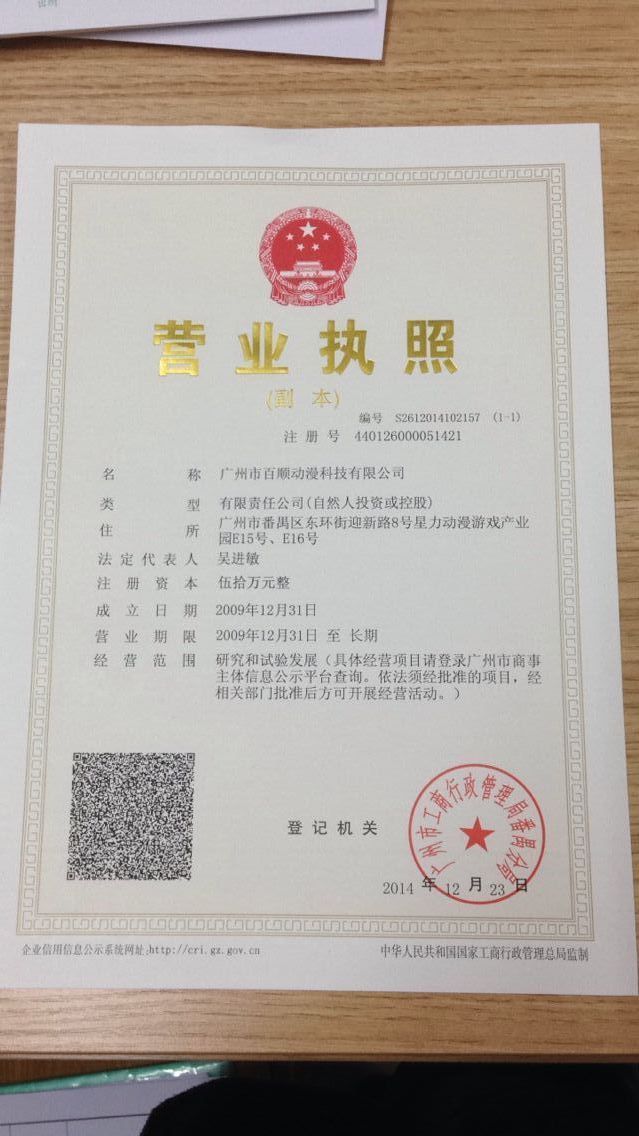 营业执照
(副本)
编号 S2612014102157 (1-1)
注册号 440126000051421
名称 广州市百顺动漫科技有限公司
类型 有限责任公司(自然人投资或控股)
住所 广州市番禺区东环街迎新路8号星力动漫游戏产业
园E15号、E16号
法定代表人 吴进敏
注册资本 伍拾万元整
成立日期 2009年12月31日
营业期限 2009年12月31日 至 长期
经营范围 研究和试验发展（具体经营项目请登录广州市商事
主体信息公示平台查询。依法须经批准的项目，经
相关部门批准后方可开展经营活动。）
广州市工商行政管理局番禺分局
登记机关
2014 年 12 月 23 日
企业信用信息公示系统网址:http://cri.gz.gov.cn
中华人民共和国国家工商行政管理总局监制